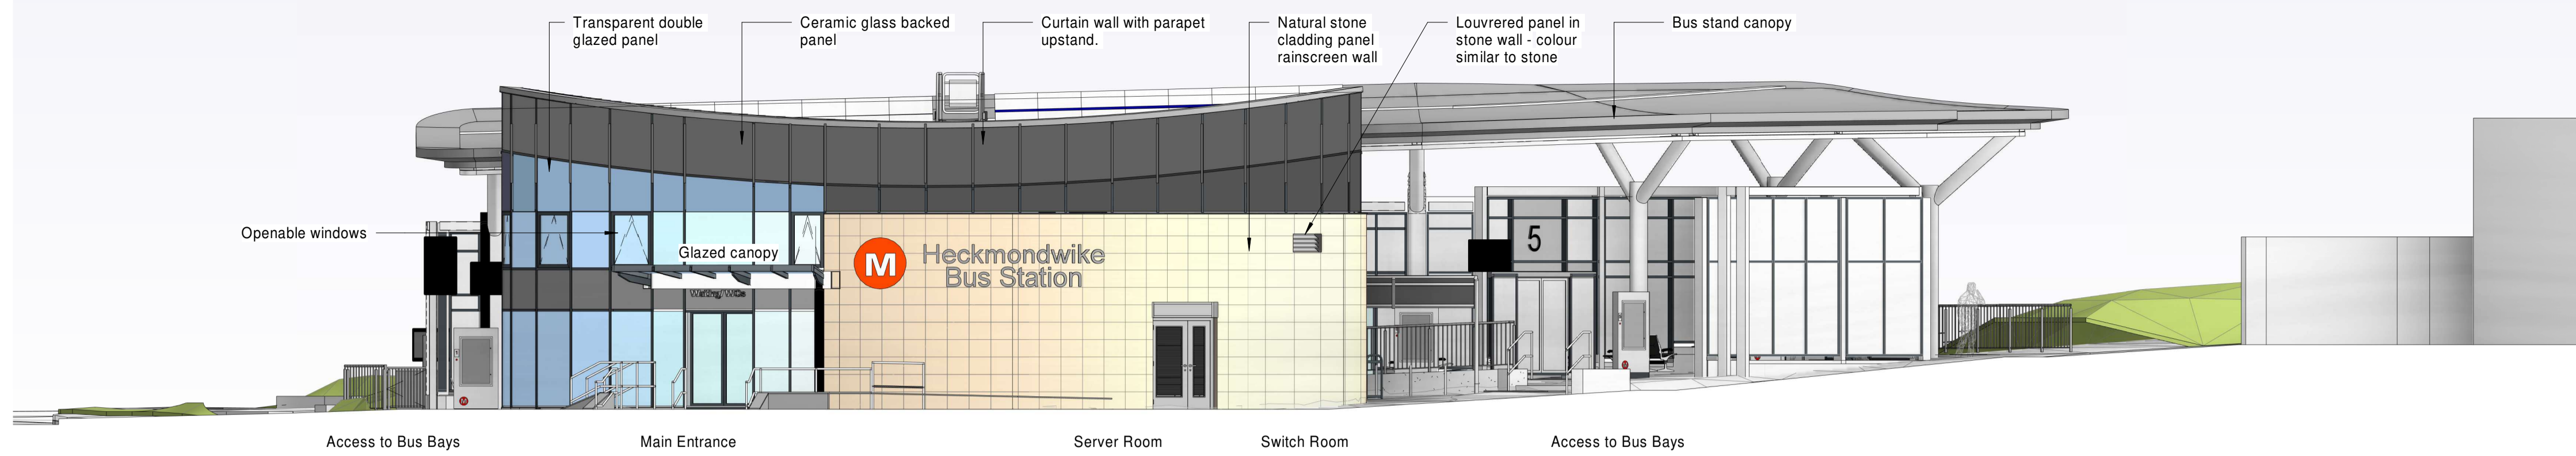 Transparent double
glazed panel
Ceramic glass backed
panel
Curtain wall with parapet
upstand.
Natural stone
cladding panel
rainscreen wall
Louvrered panel in
stone wall - colour
similar to stone
Bus stand canopy
Openable windows
Glazed canopy
M
Heckmondwike
Bus Station
5
Waiting/WCs
M
Access to Bus Bays
Main Entrance
Server Room
Switch Room
Access to Bus Bays